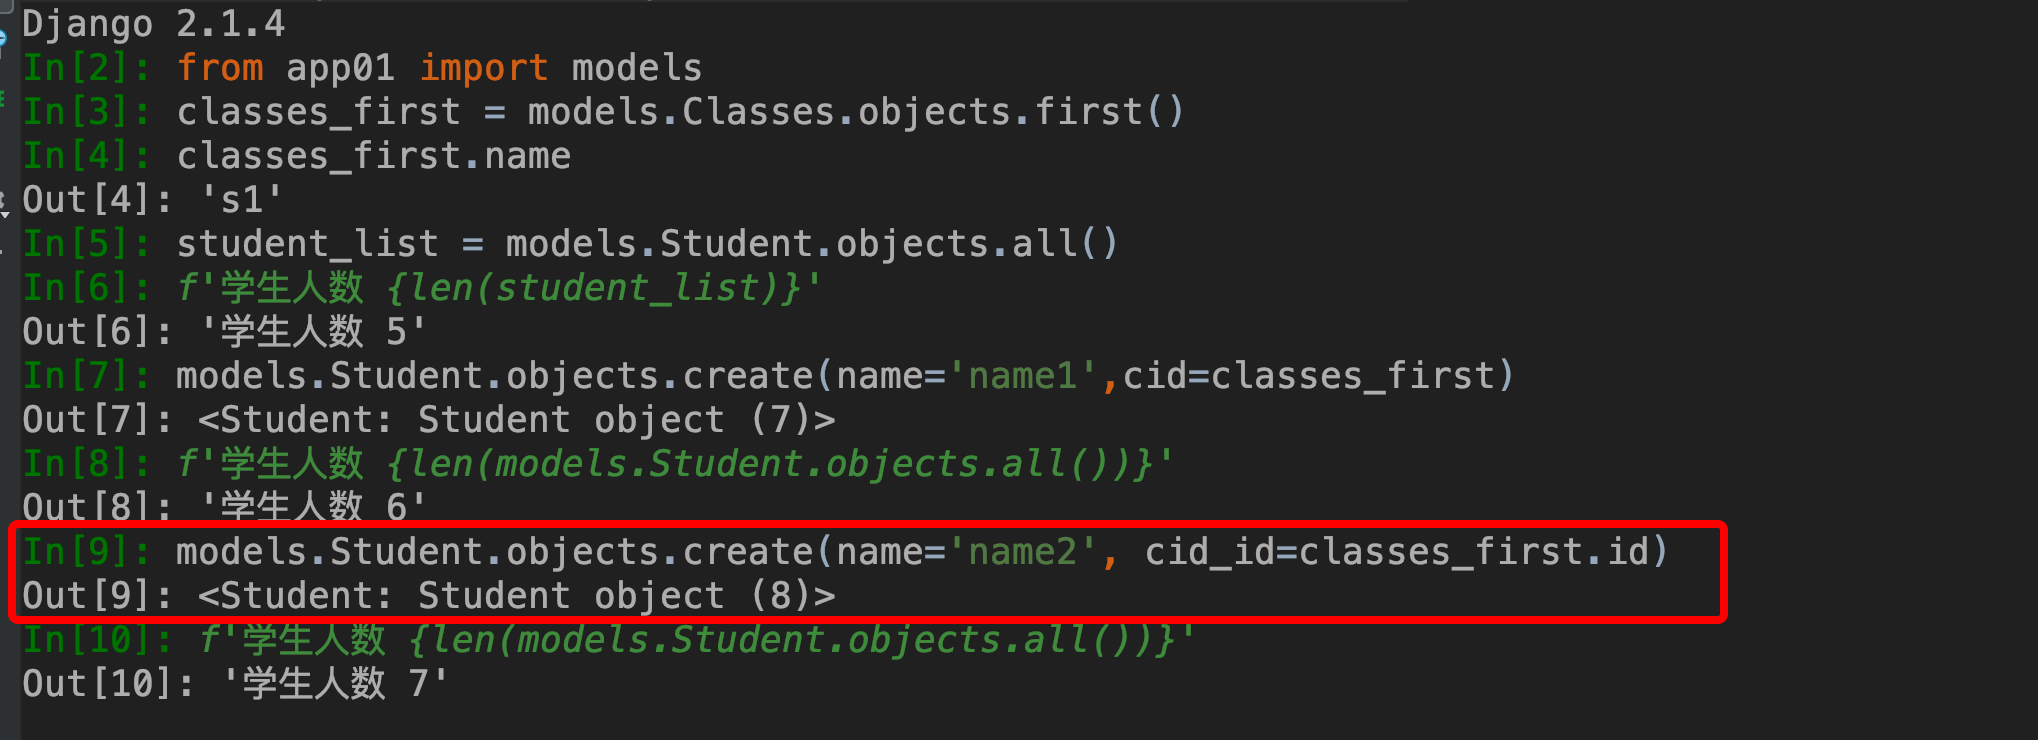 Django 2.1.4
In[2]: from app01 import models
In[3]: classes_first = models.Classes.objects.first()
In[4]: classes_first.name
Out[4]: 's1'
In[5]: student_list = models.Student.objects.all()
In[6]: f'学生人数 {len(student_list)}'
Out[6]: '学生人数 5'
In[7]: models.Student.objects.create(name='name1',cid=classes_first)
Out[7]: <Student: Student object (7)>
In[8]: f'学生人数 {len(models.Student.objects.all())}'
Out[8]: '学生人数 6'
In[9]: models.Student.objects.create(name='name2', cid_id=classes_first.id)
Out[9]: <Student: Student object (8)>
In[10]: f'学生人数 {len(models.Student.objects.all())}'
Out[10]: '学生人数 7'